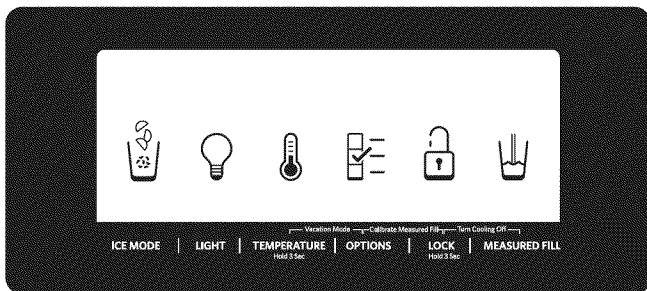 Vacation Mode Calibrate Measured Fill Turn Cooling Off
ICE MODE LIGHT TEMPERATURE OPTIONS LOCK MEASURED FILL
Hold 3 Sec Hold 3 Sec